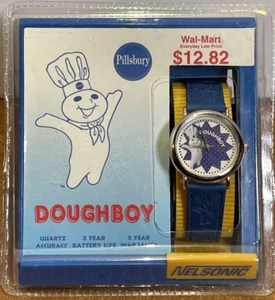 Pillsbury
Wal-Mart
Everyday Low Price
$12.82
DOUGHBOY
DOUGHBOY
QUARTZ 3 YEAR 5 YEAR
ACCURACY BATTERY LIFE WARRANTY
NELSONIC